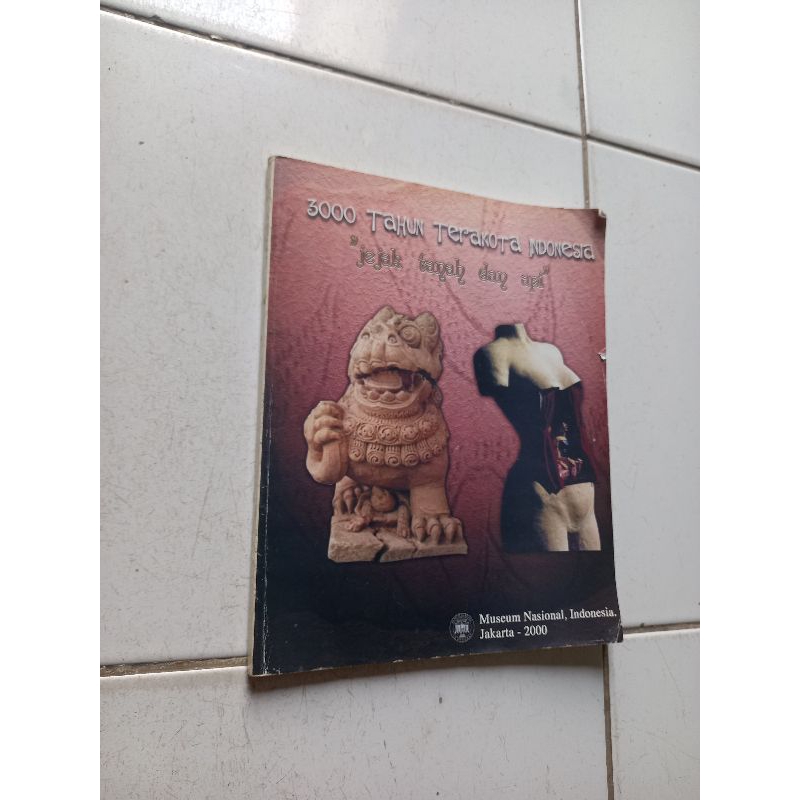 3000 Tahun Terakota Indonesia
"jejak tanah dan api"
Museum Nasional, Indonesia.
Jakarta - 2000